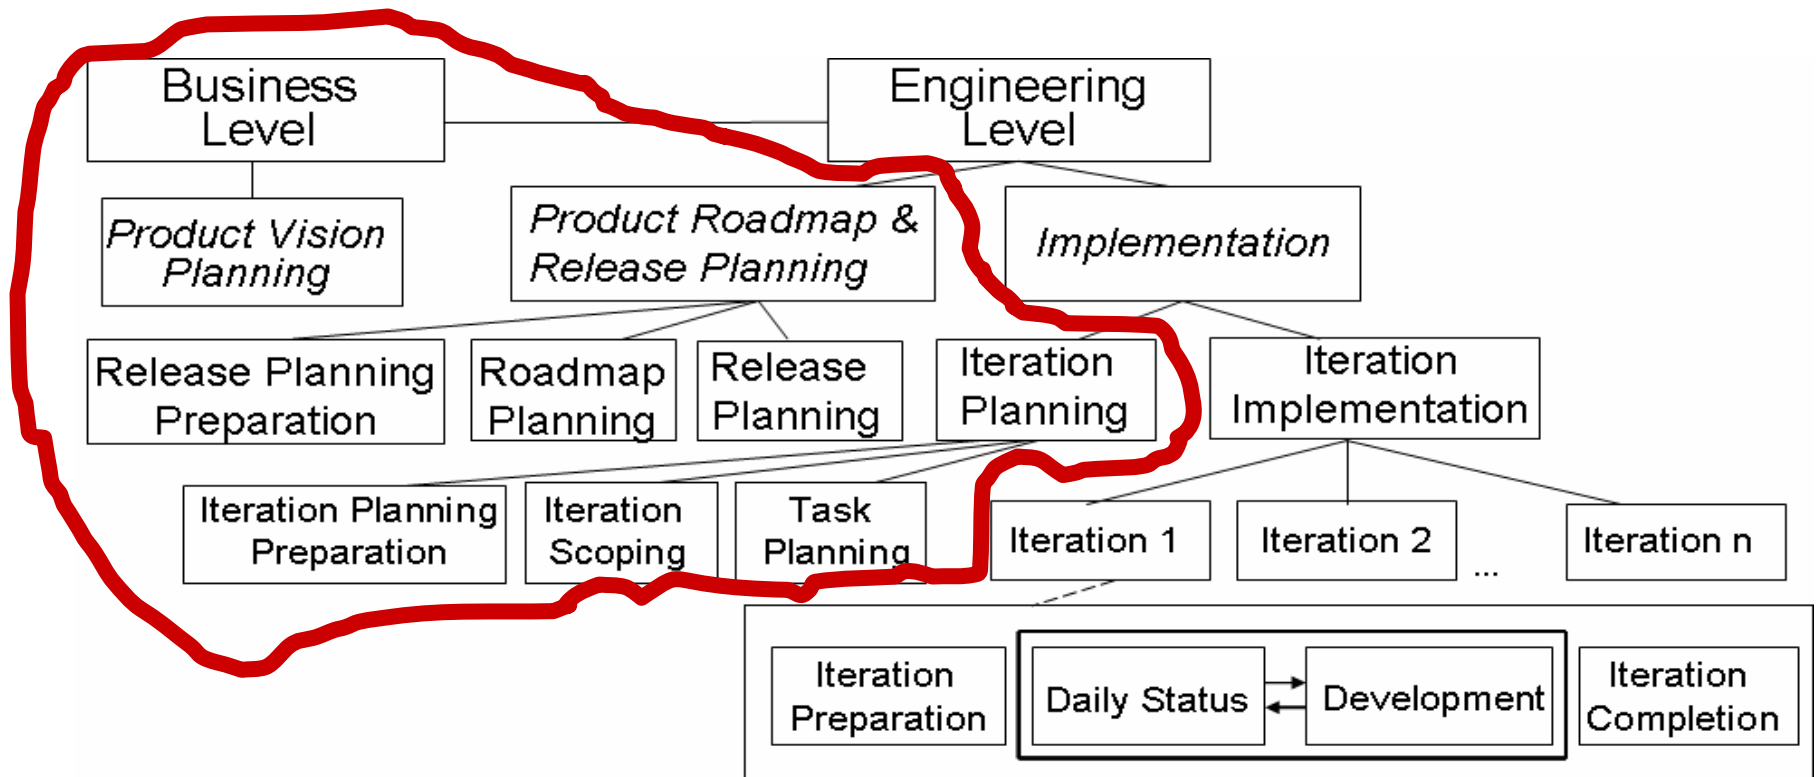 Business
Level
Engineering
Level
Product Vision
Planning
Product Roadmap &
Release Planning
Implementation
Release Planning
Preparation
Roadmap
Planning
Release
Planning
Iteration
Planning
Iteration
Implementation
Iteration Planning
Preparation
Iteration
Scoping
Task
Planning
Iteration 1
Iteration 2
...
Iteration n
Iteration
Preparation
Daily Status
Development
Iteration
Completion